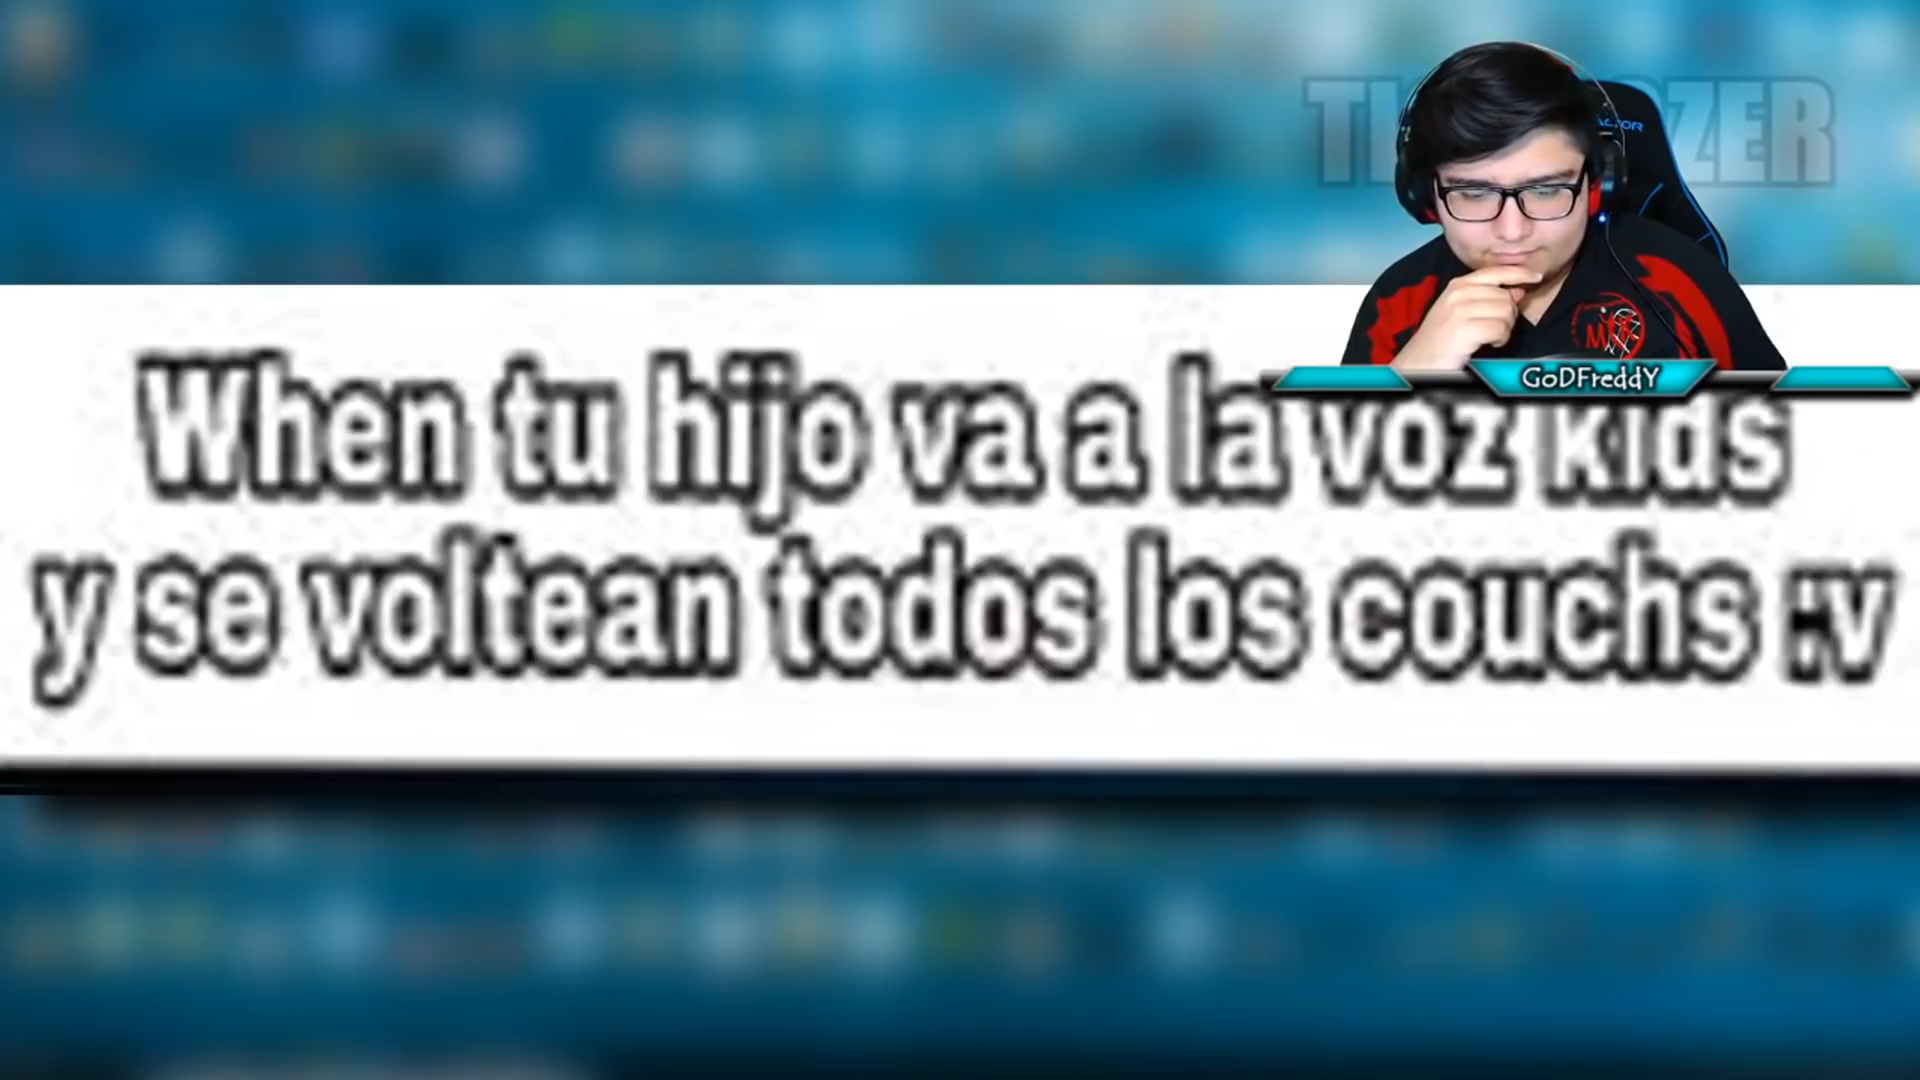 GoDFreddY
When tu hijo va a la voz kids
y se voltean todos los couchs :v